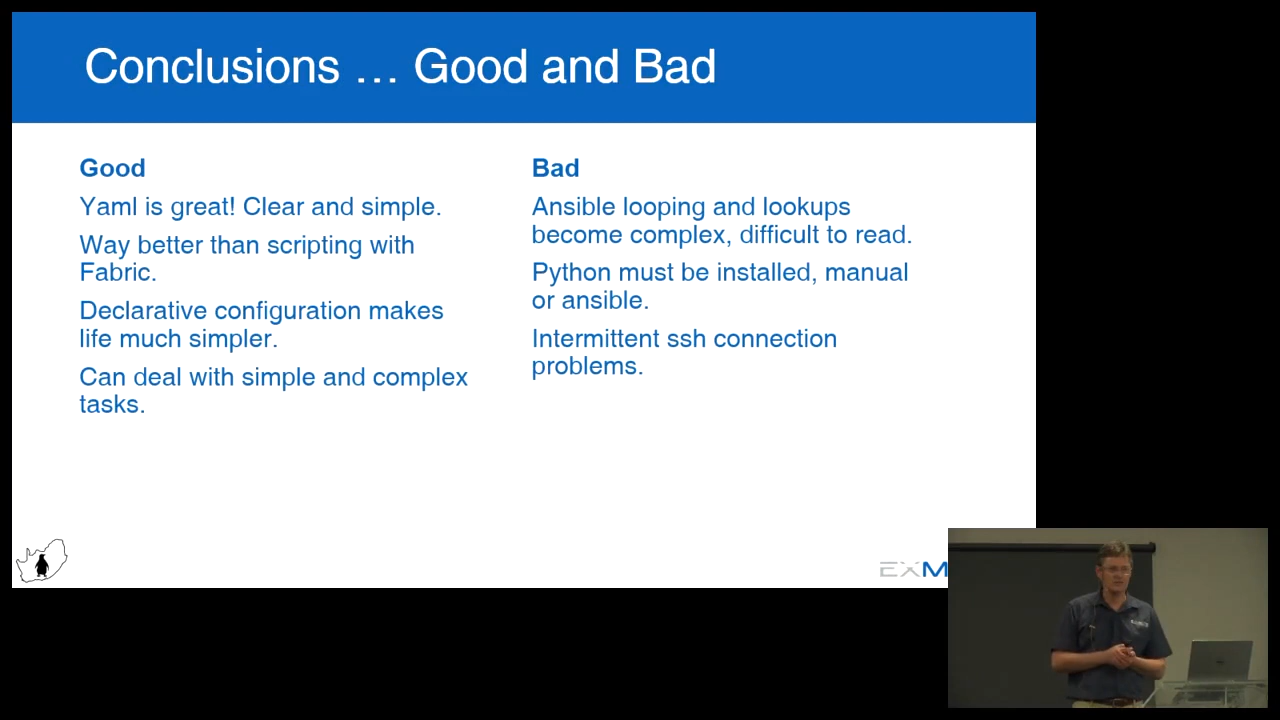 Conclusions ... Good and Bad
Good
Yaml is great! Clear and simple.
Way better than scripting with
Fabric.
Declarative configuration makes
life much simpler.
Can deal with simple and complex
tasks.
Bad
Ansible looping and lookups
become complex, difficult to read.
Python must be installed, manual
or ansible.
Intermittent ssh connection
problems.
EXM